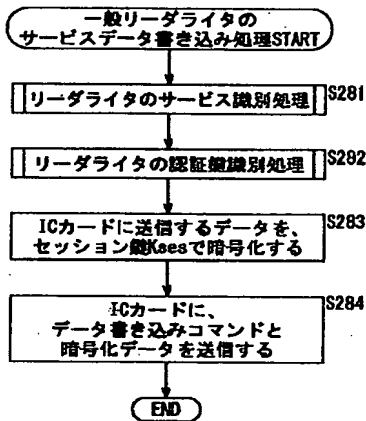 一般リーダライタの
サービスデータ書き込み処理START
リーダライタのサービス識別処理
S281
リーダライタの認証鍵識別処理
S282
ICカードに送信するデータを、
セッション鍵Ksesで暗号化する
S283
ICカードに、
データ書き込みコマンドと
暗号化データを送信する
S284
END